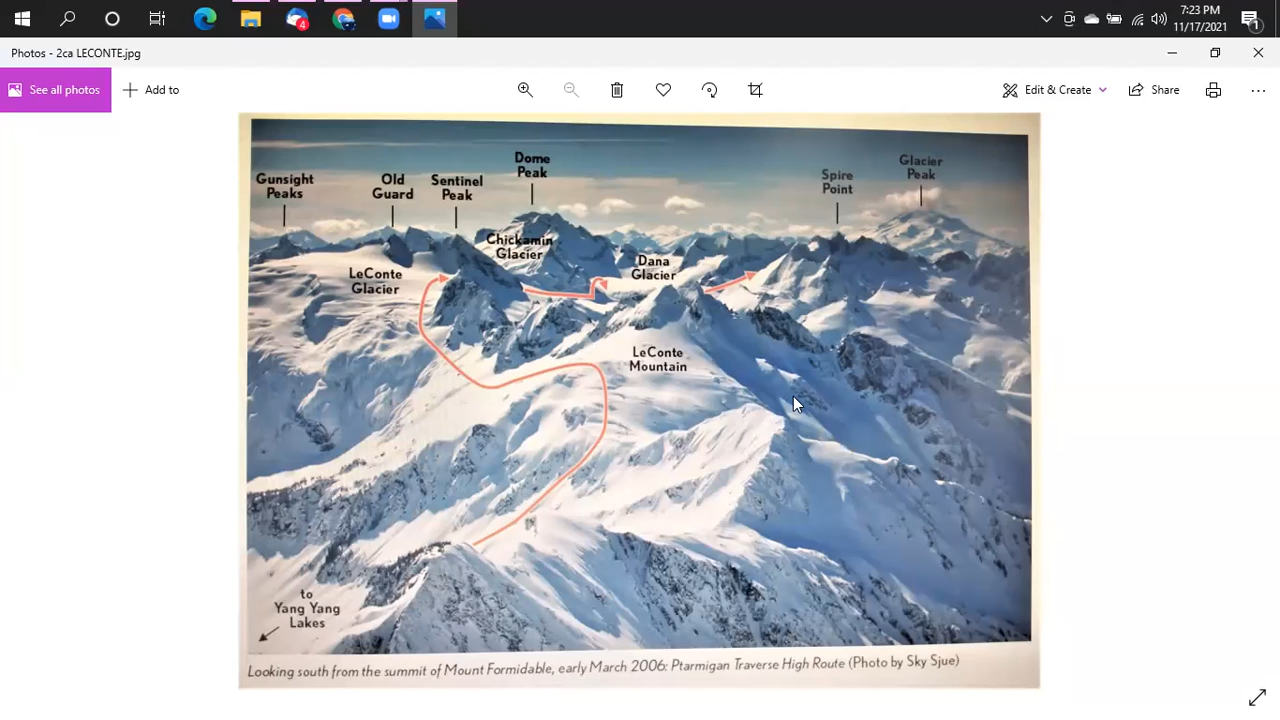 4
7:23 PM
11/17/2021
1
Photos - 2ca LECONTE.jpg
See all photos
Add to
Edit & Create
Share
Gunsight
Peaks
Old
Guard
Sentinel
Peak
Dome
Peak
Spire
Point
Glacier
Peak
Chickamin
Glacier
LeConte
Glacier
Dana
Glacier
LeConte
Mountain
to
Yang Yang
Lakes
Looking south from the summit of Mount Formidable, early March 2006: Ptarmigan Traverse High Route (Photo by Sky Sjue)